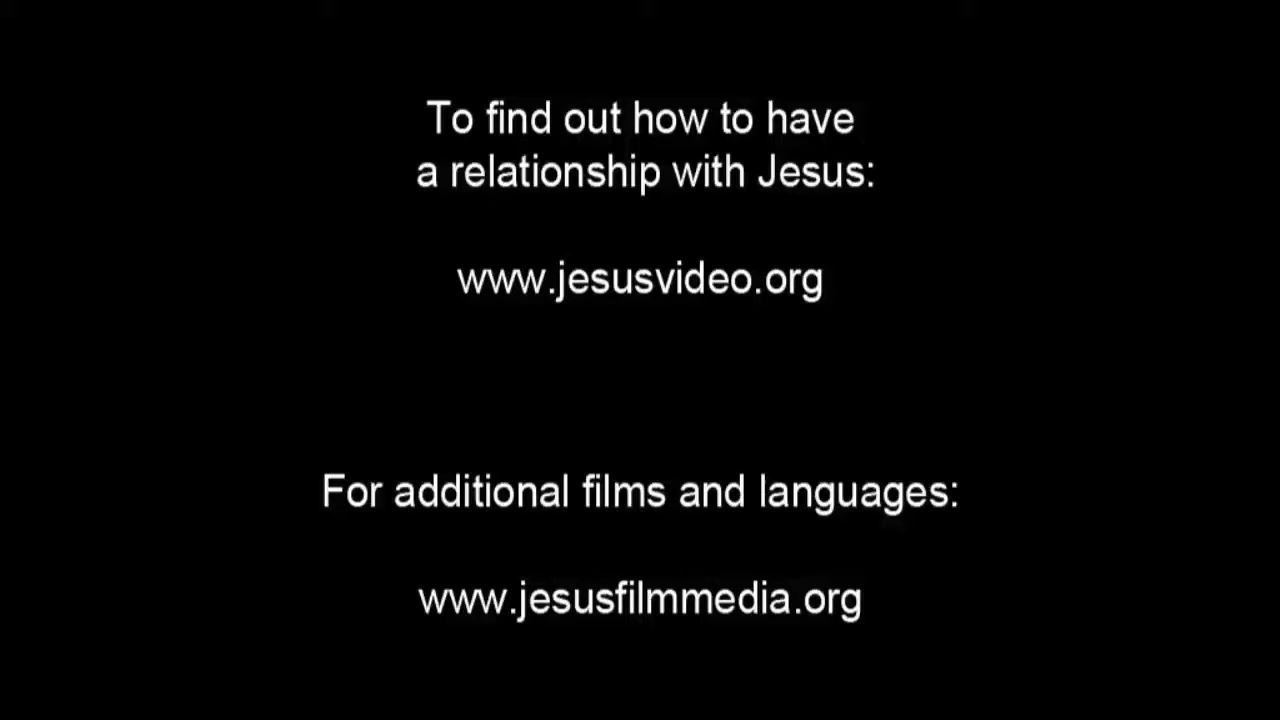 To find out how to have
a relationship with Jesus:
www.jesusvideo.org
For additional films and languages:
www.jesusfilmmedia.org